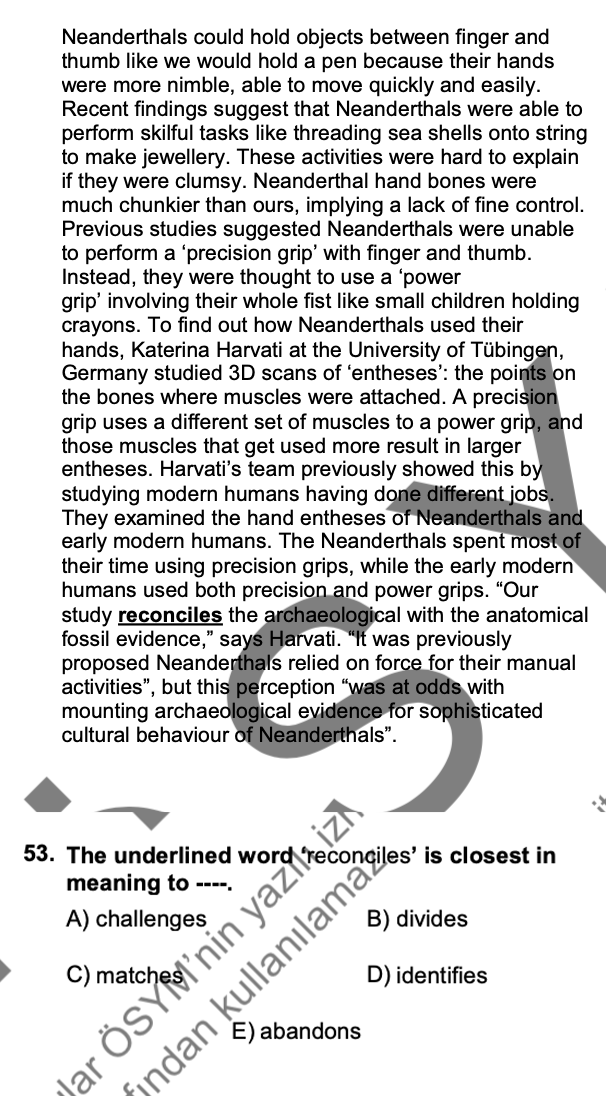 Neanderthals could hold objects between finger and
thumb like we would hold a pen because their hands
were more nimble, able to move quickly and easily.
Recent findings suggest that Neanderthals were able to
perform skilful tasks like threading sea shells onto string
to make jewellery. These activities were hard to explain
if they were clumsy. Neanderthal hand bones were
much chunkier than ours, implying a lack of fine control.
Previous studies suggested Neanderthals were unable
to perform a ‘precision grip’ with finger and thumb.
Instead, they were thought to use a ‘power
grip’ involving their whole fist like small children holding
crayons. To find out how Neanderthals used their
hands, Katerina Harvati at the University of Tübingen,
Germany studied 3D scans of ‘entheses’: the points on
the bones where muscles were attached. A precision
grip uses a different set of muscles to a power grip, and
those muscles that get used more result in larger
entheses. Harvati’s team previously showed this by
studying modern humans having done different jobs.
They examined the hand entheses of Neanderthals and
early modern humans. The Neanderthals spent most of
their time using precision grips, while the early modern
humans used both precision and power grips. “Our
study reconciles the archaeological with the anatomical
fossil evidence,” says Harvati. “It was previously
proposed Neanderthals relied on force for their manual
activities”, but this perception “was at odds with
mounting archaeological evidence for sophisticated
cultural behaviour of Neanderthals”.
53. The underlined word ‘reconciles’ is closest in
meaning to ----.
A) challenges B) divides
C) matches D) identifies
E) abandons
lar ÖSYM’nin yazılı izn
fından kullanılamaz
S Y